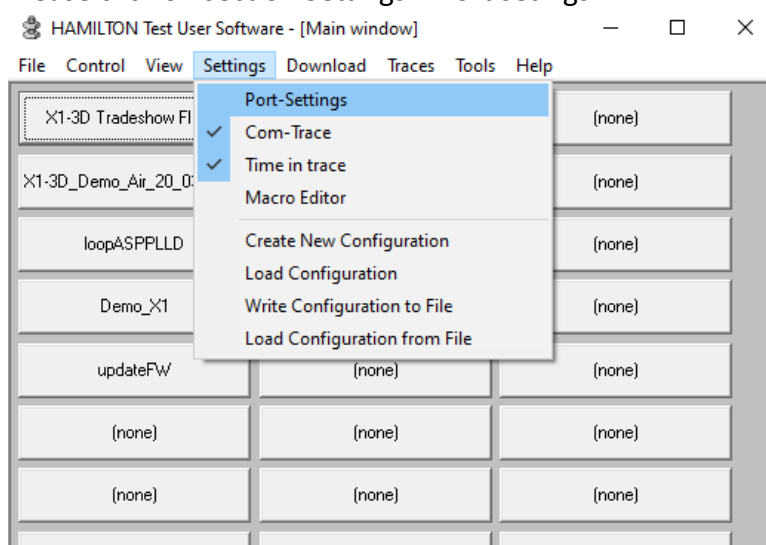 HAMILTON Test User Software - [Main window]
File Control View Settings Download Traces Tools Help
Port-Settings
Com-Trace
Time in trace
Macro Editor
Create New Configuration
Load Configuration
Write Configuration to File
Load Configuration from File
X1-3D Tradeshow Fl
(none)
X1-3D_Demo_Air_20_0
(none)
loopASPPLLD
(none)
Demo_X1
(none)
updateFW
(none)
(none)
(none)
(none)
(none)
(none)
(none)
(none)